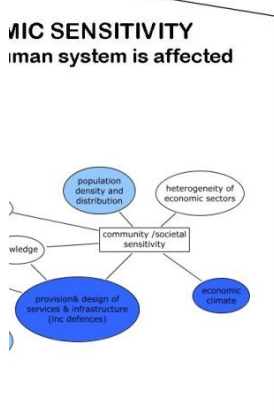 MIC SENSITIVITY
man system is affected
population
density and
distribution
heterogeneity of
economic sectors
community /societal
sensitivity
wledge
economic
climate
provision& design of
services & infrastructure
(inc defences)